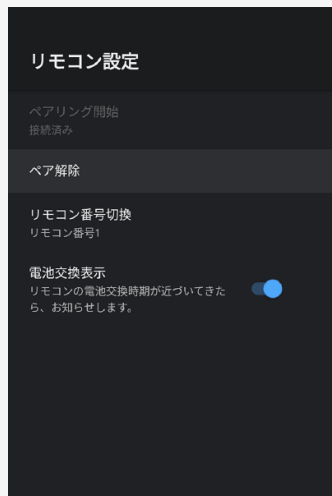 リモコン設定
ペアリング開始
接続済み
ペア解除
リモコン番号切換
リモコン番号1
電池交換表示
リモコンの電池交換時期が近づいてきた
ら、お知らせします。